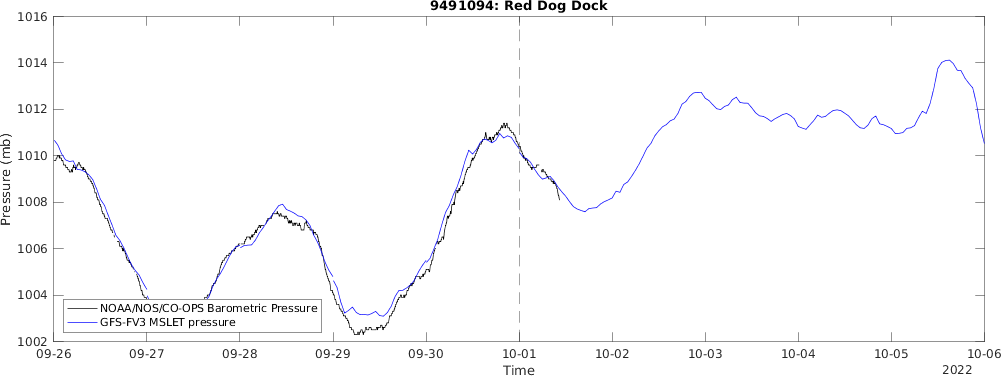 9491094: Red Dog Dock
1016
1014
1012
1010
1008
1006
1004
1002
Pressure (mb)
NOAA/NOS/CO-OPS Barometric Pressure
GFS-FV3 MSLET pressure
09-26 09-27 09-28 09-29 09-30 10-01 10-02 10-03 10-04 10-05 10-06
Time
2022